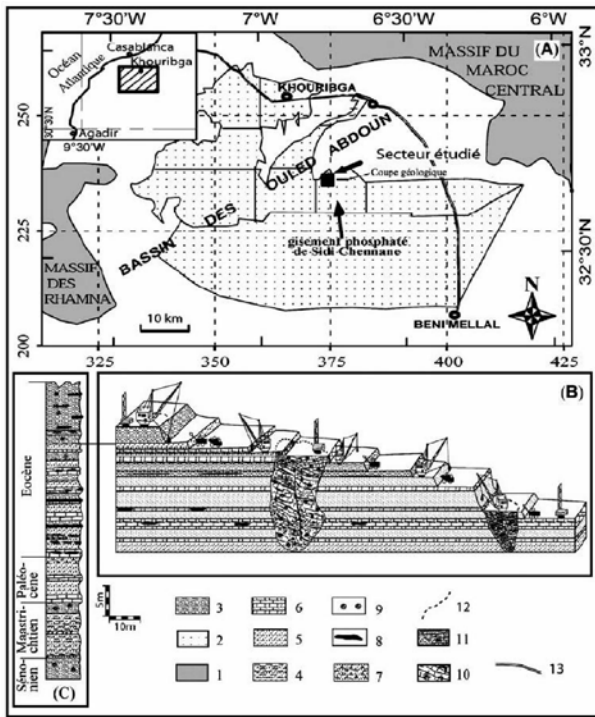 7°30'W 7°W 6°30'W 6°W
33°N
32°30'N
(A)
Océan
Atlantique
Casablanca
Khouribga
Agadir
9°30'W
30°30'N
MASSIF DU
MAROC
CENTRAL
KHOURIBGA
BASSIN DES OULED ABDOUN
Secteur étudié
Coupe géologique
gisement phosphaté
de Sidi Chennane
MASSIF
DES
RHAMNA
10 km
N
BENI MELLAL
250
225
200
325 350 375 402 425
(B)
Eocène
Paléo-
cène
Maastri-
chtien
Séno-
nien
(C)
5m
10m
3 6 9 12
2 5 8 11
1 4 7 10 13